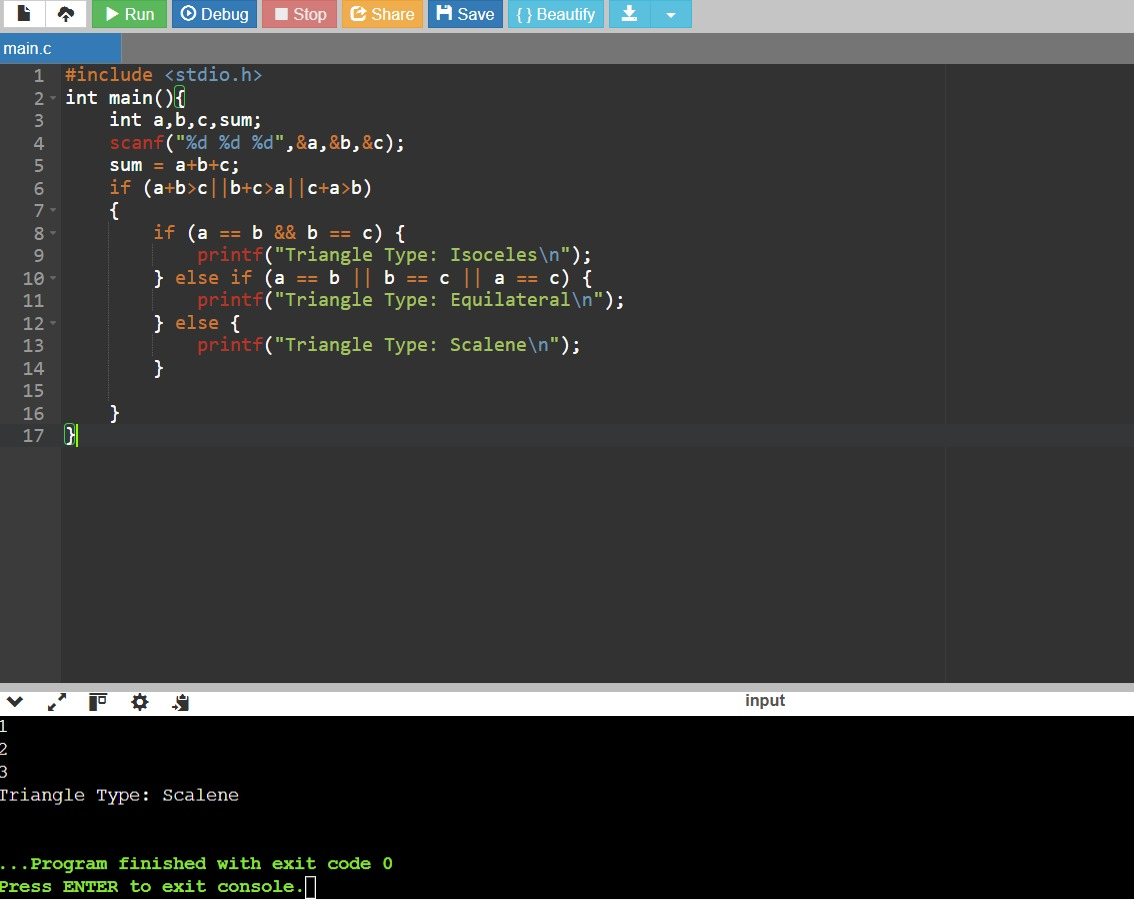 Run Debug Stop Share Save { } Beautify
main.c
1 #include <stdio.h>
2 int main(){
3     int a,b,c,sum;
4     scanf("%d %d %d",&a,&b,&c);
5     sum = a+b+c;
6     if (a+b>c||b+c>a||c+a>b)
7     {
8         if (a == b && b == c) {
9             printf("Triangle Type: Isoceles\n");
10         } else if (a == b || b == c || a == c) {
11             printf("Triangle Type: Equilateral\n");
12         } else {
13             printf("Triangle Type: Scalene\n");
14         }
15
16     }
17 }
input
1
2
3
Triangle Type: Scalene
...Program finished with exit code 0
Press ENTER to exit console.